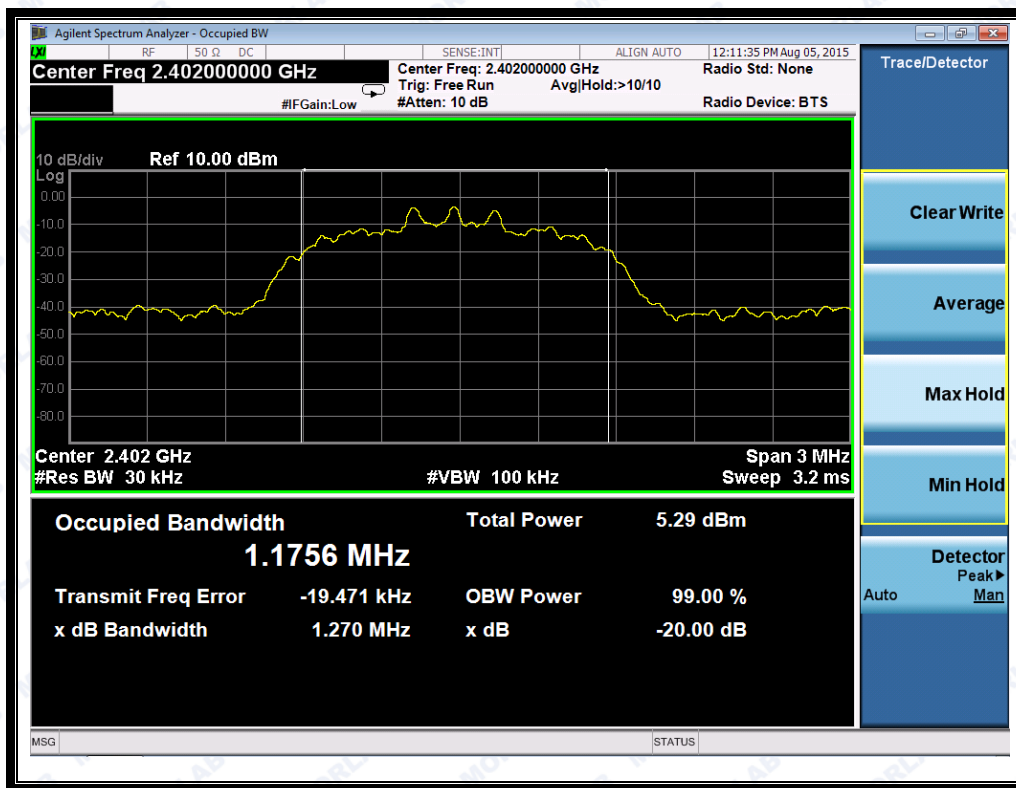 Agilent Spectrum Analyzer - Occupied BW
LXI RF 50 Ω DC SENSE:INT ALIGN AUTO 12:11:35 PM Aug 05, 2015
Center Freq 2.402000000 GHz
Center Freq: 2.402000000 GHz
Radio Std: None
Trig: Free Run Avg|Hold:>10/10
#IFGain:Low
#Atten: 10 dB
Radio Device: BTS
10 dB/div Ref 10.00 dBm
Log
0.00
-10.0
-20.0
-30.0
-40.0
-50.0
-60.0
-70.0
-80.0
Center 2.402 GHz Span 3 MHz
#Res BW 30 kHz #VBW 100 kHz Sweep 3.2 ms
Occupied Bandwidth Total Power 5.29 dBm
1.1756 MHz
Transmit Freq Error -19.471 kHz OBW Power 99.00 %
x dB Bandwidth 1.270 MHz x dB -20.00 dB
Trace/Detector
Clear Write
Average
Max Hold
Min Hold
Detector
Peak▶
Auto Man
MSG STATUS